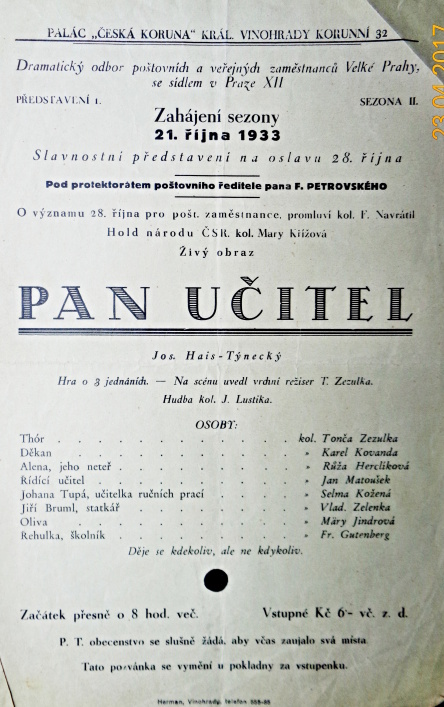 PALÁC „ČESKÁ KORUNA“ KRÁL. VINOHRADY KORUNNÍ 32
Dramatický odbor poštovních a veřejných zaměstnanců Velké Prahy,
se sídlem v Praze XII
PŘEDSTAVENÍ 1. SEZONA II.
Zahájení sezony
21. října 1933
Slavnostní představení na oslavu 28. října
Pod protektorátem poštovního ředitele pana F. PETROVSKÉHO
O významu 28. října pro pošt. zaměstnance, promluví kol. F. Navrátil
Hold národu ČSR. kol. Mary Křížová
Živý obraz
PAN UČITEL
Jos. Hais-Týnecký
Hra o 3 jednáních. — Na scénu uvedl vrchní režiser T. Zezulka.
Hudba kol. J. Lustika.
OSOBY:
Thór . . . . . . . . . . . . kol. Tonča Zezulka
Děkan . . . . . . . . . . . . » Karel Kovanda
Alena, jeho neteř . . . . . . . . . » Růža Herclíková
Řídící učitel . . . . . . . . . . » Jan Matoušek
Johana Tupá, učitelka ručních prací . . . . . » Selma Kožená
Jiří Bruml, statkář . . . . . . . . . » Vlad. Zelenka
Oliva . . . . . . . . . . . . » Máry Jindrová
Rehulka, školník . . . . . . . . . » Fr. Gutenberg
Děje se kdekoliv, ale ne kdykoliv.
Začátek přesně o 8 hod. več. Vstupné Kč 6·- vč. z. d.
P. T. obecenstvo se slušně žádá, aby včas zaujalo svá místa.
Tato pozvánka se vymění u pokladny za vstupenku.
Herman, Vinohrady, telefon 558-85
23.04.2017